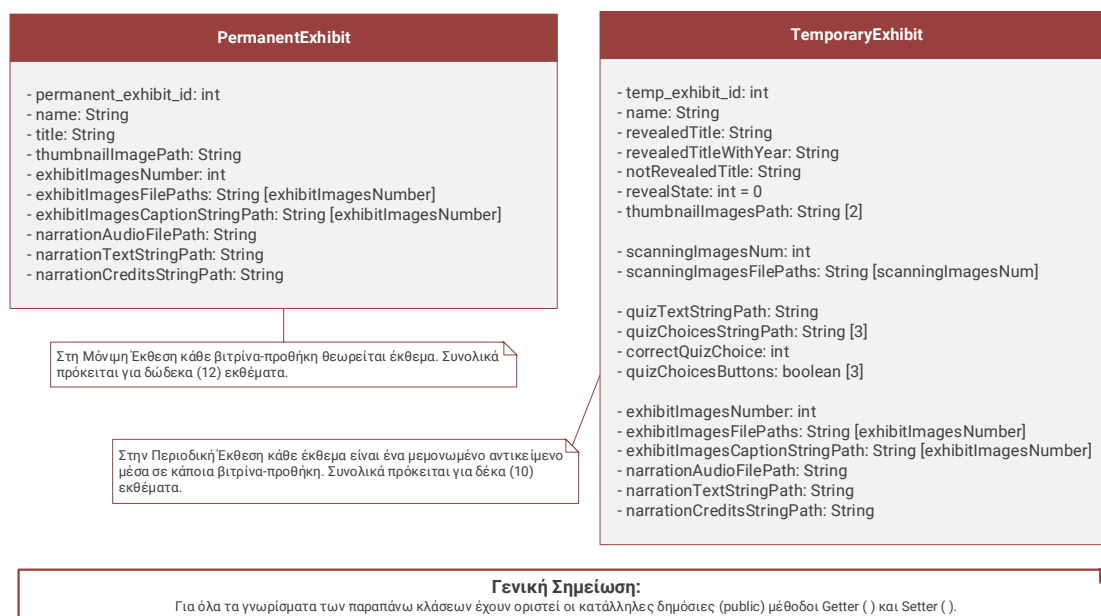 PermanentExhibit
- permanent_exhibit_id: int
- name: String
- title: String
- thumbnailImagePath: String
- exhibitImagesNumber: int
- exhibitImagesFilePaths: String [exhibitImagesNumber]
- exhibitImagesCaptionStringPath: String [exhibitImagesNumber]
- narrationAudioFilePath: String
- narrationTextStringPath: String
- narrationCreditsStringPath: String
Στη Μόνιμη Έκθεση κάθε βιτρίνα-προθήκη θεωρείται έκθεμα. Συνολικά
πρόκειται για δώδεκα (12) εκθέματα.
TemporaryExhibit
- temp_exhibit_id: int
- name: String
- revealedTitle: String
- revealedTitleWithYear: String
- notRevealedTitle: String
- revealState: int = 0
- thumbnailImagesPath: String [2]
- scanningImagesNum: int
- scanningImagesFilePaths: String [scanningImagesNum]
- quizTextStringPath: String
- quizChoicesStringPath: String [3]
- correctQuizChoice: int
- quizChoicesButtons: boolean [3]
- exhibitImagesNumber: int
- exhibitImagesFilePaths: String [exhibitImagesNumber]
- exhibitImagesCaptionStringPath: String [exhibitImagesNumber]
- narrationAudioFilePath: String
- narrationTextStringPath: String
- narrationCreditsStringPath: String
Στην Περιοδική Έκθεση κάθε έκθεμα είναι ένα μεμονωμένο αντικείμενο
μέσα σε κάποια βιτρίνα-προθήκη. Συνολικά πρόκειται για δέκα (10)
εκθέματα.
Γενική Σημείωση:
Για όλα τα γνωρίσματα των παραπάνω κλάσεων έχουν οριστεί οι κατάλληλες δημόσιες (public) μέθοδοι Getter ( ) και Setter ( ).